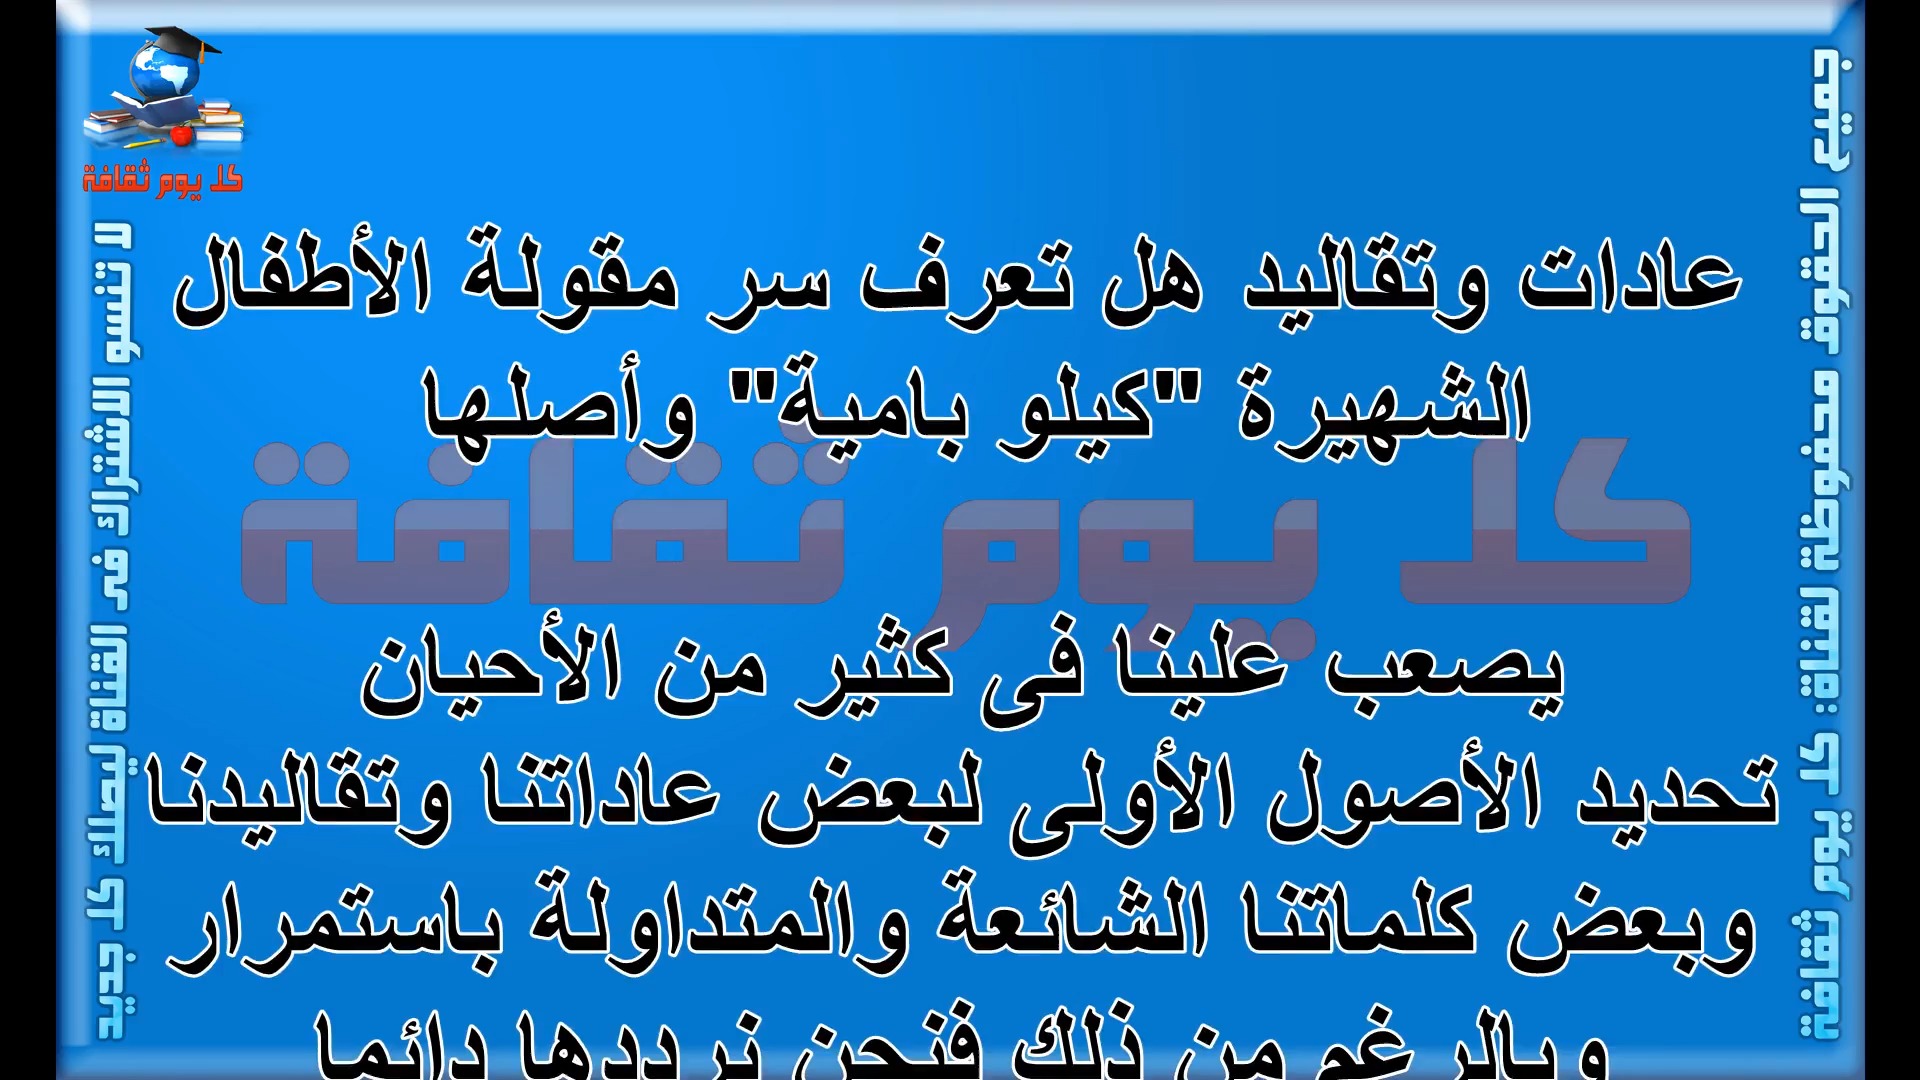 كل يوم ثقافة
عادات وتقاليد هل تعرف سر مقولة الأطفال
الشهيرة "كيلو بامية" وأصلها
كل يوم ثقافة
يصعب علينا فى كثير من الأحيان
تحديد الأصول الأولى لبعض عاداتنا وتقاليدنا
وبعض كلماتنا الشائعة والمتداولة باستمرار
وبالرغم من ذلك فنحن نرددها دائما
جميع الحقوق محفوظة لقناة: كل يوم ثقافة
لا تنسو الاشتراك فى القناة ليصلك كل جديد